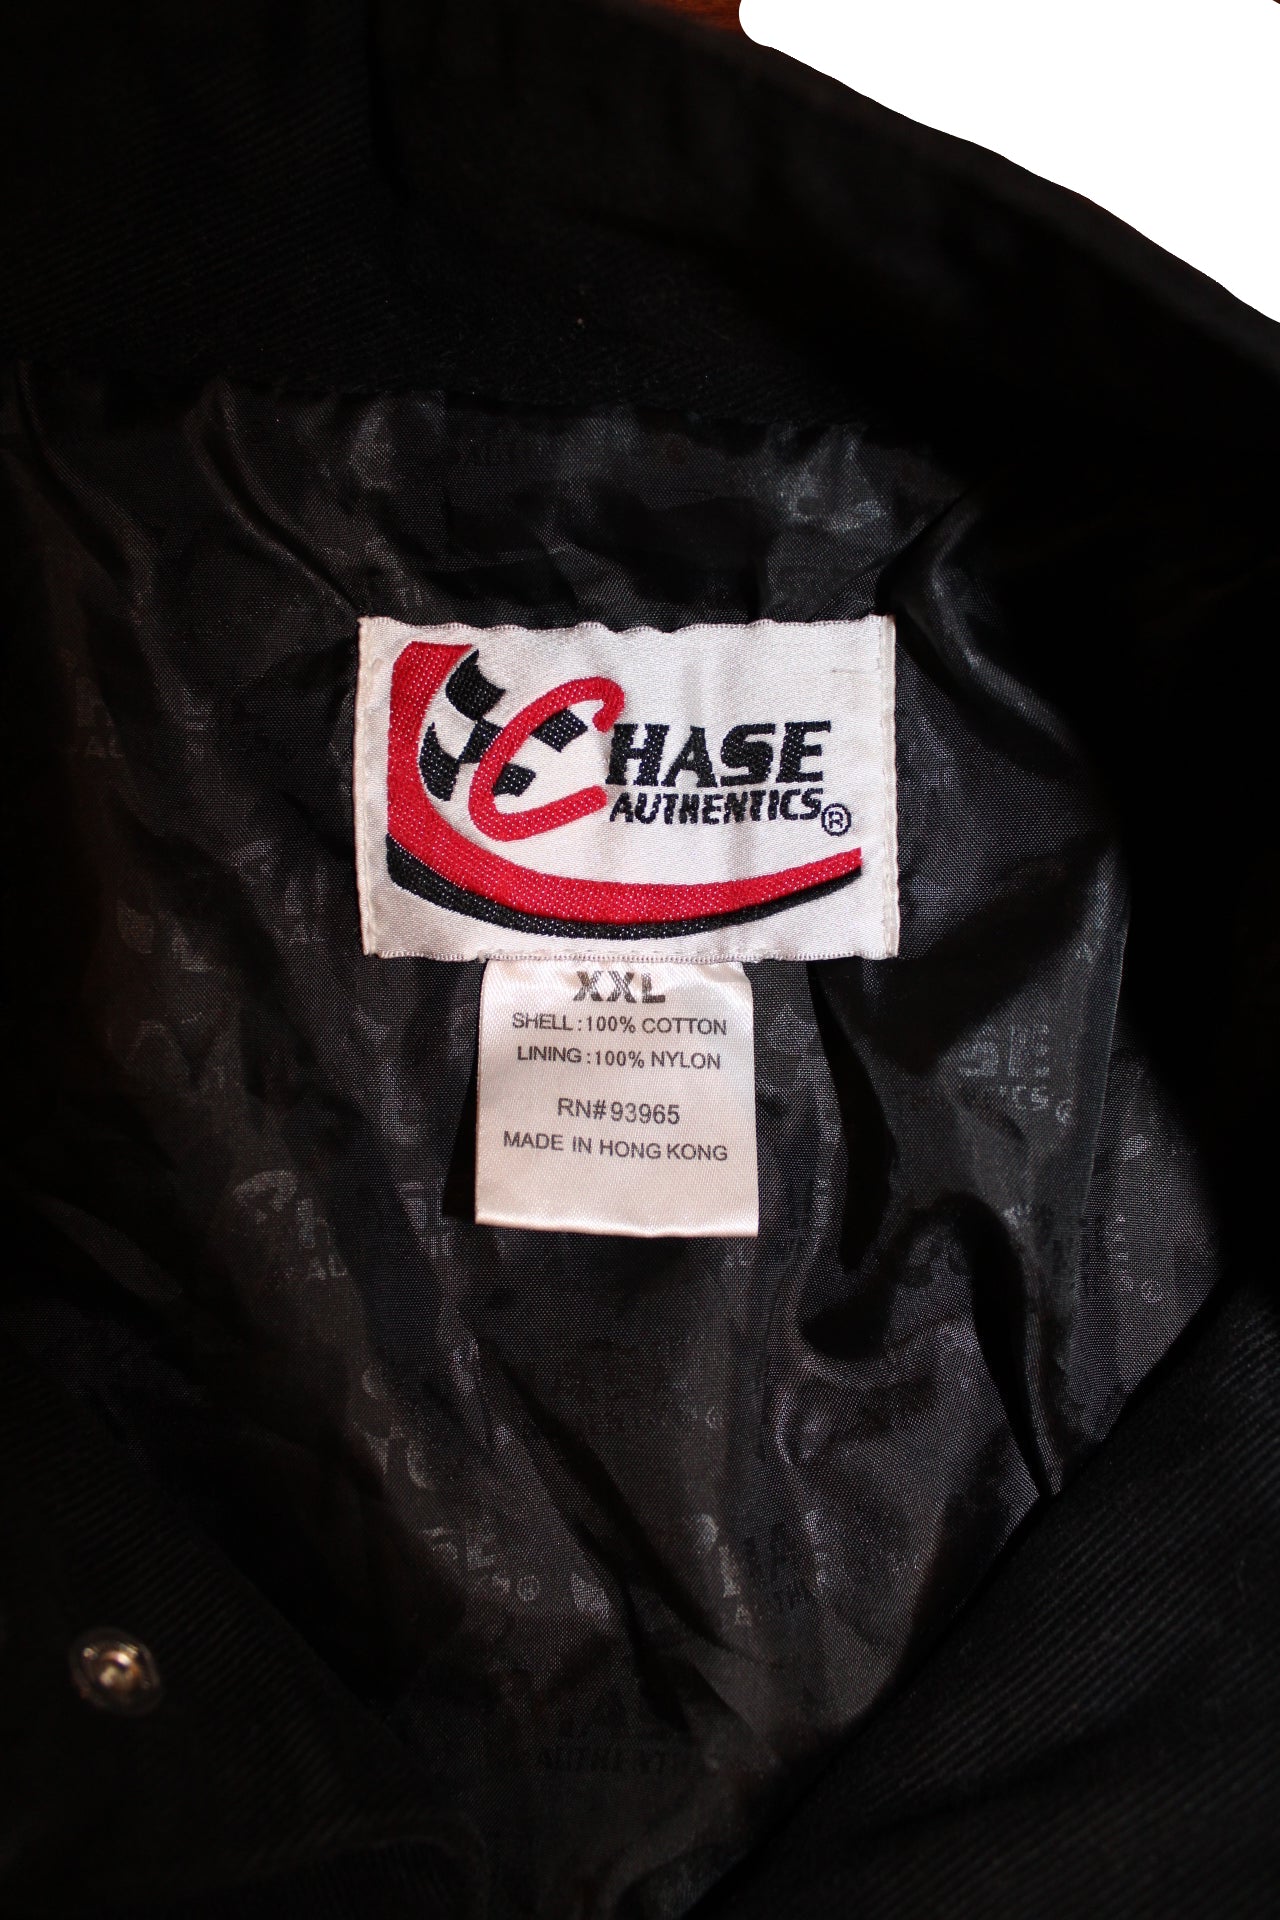 CHASE
AUTHENTICS®
XXL
SHELL:100% COTTON
LINING:100% NYLON
RN#93965
MADE IN HONG KONG